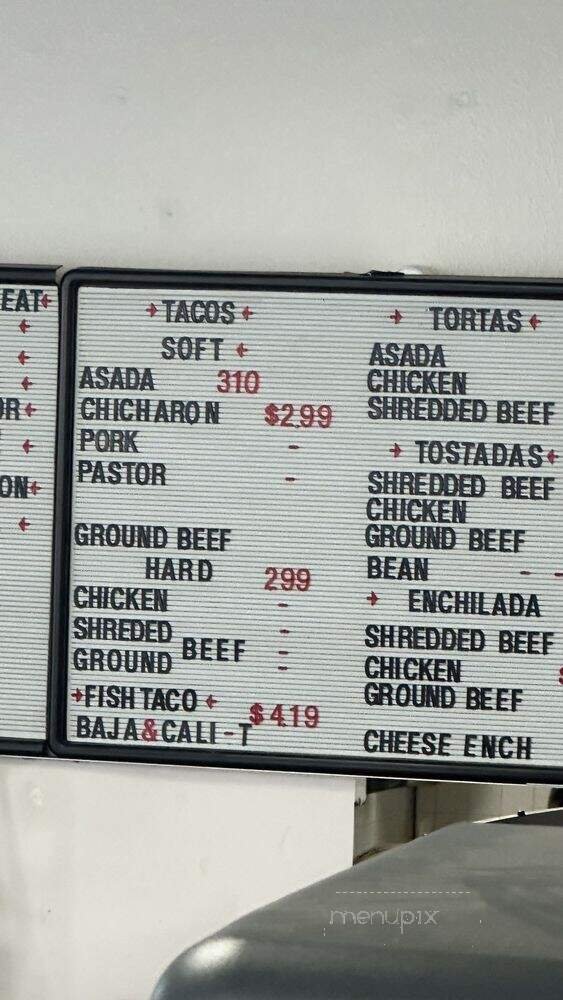 EAT
OR
ON
TACOS
SOFT
ASADA 310
CHICHARON $2.99
PORK -
PASTOR -
GROUND BEEF
HARD 299
CHICKEN -
SHREDED -
BEEF -
GROUND -
FISH TACO
$4.19
BAJA&CALI-T
TORTAS
ASADA
CHICKEN
SHREDDED BEEF
TOSTADAS
SHREDDED BEEF
CHICKEN
GROUND BEEF
BEAN - -
ENCHILADA
SHREDDED BEEF
CHICKEN $
GROUND BEEF
CHEESE ENCH
menupix